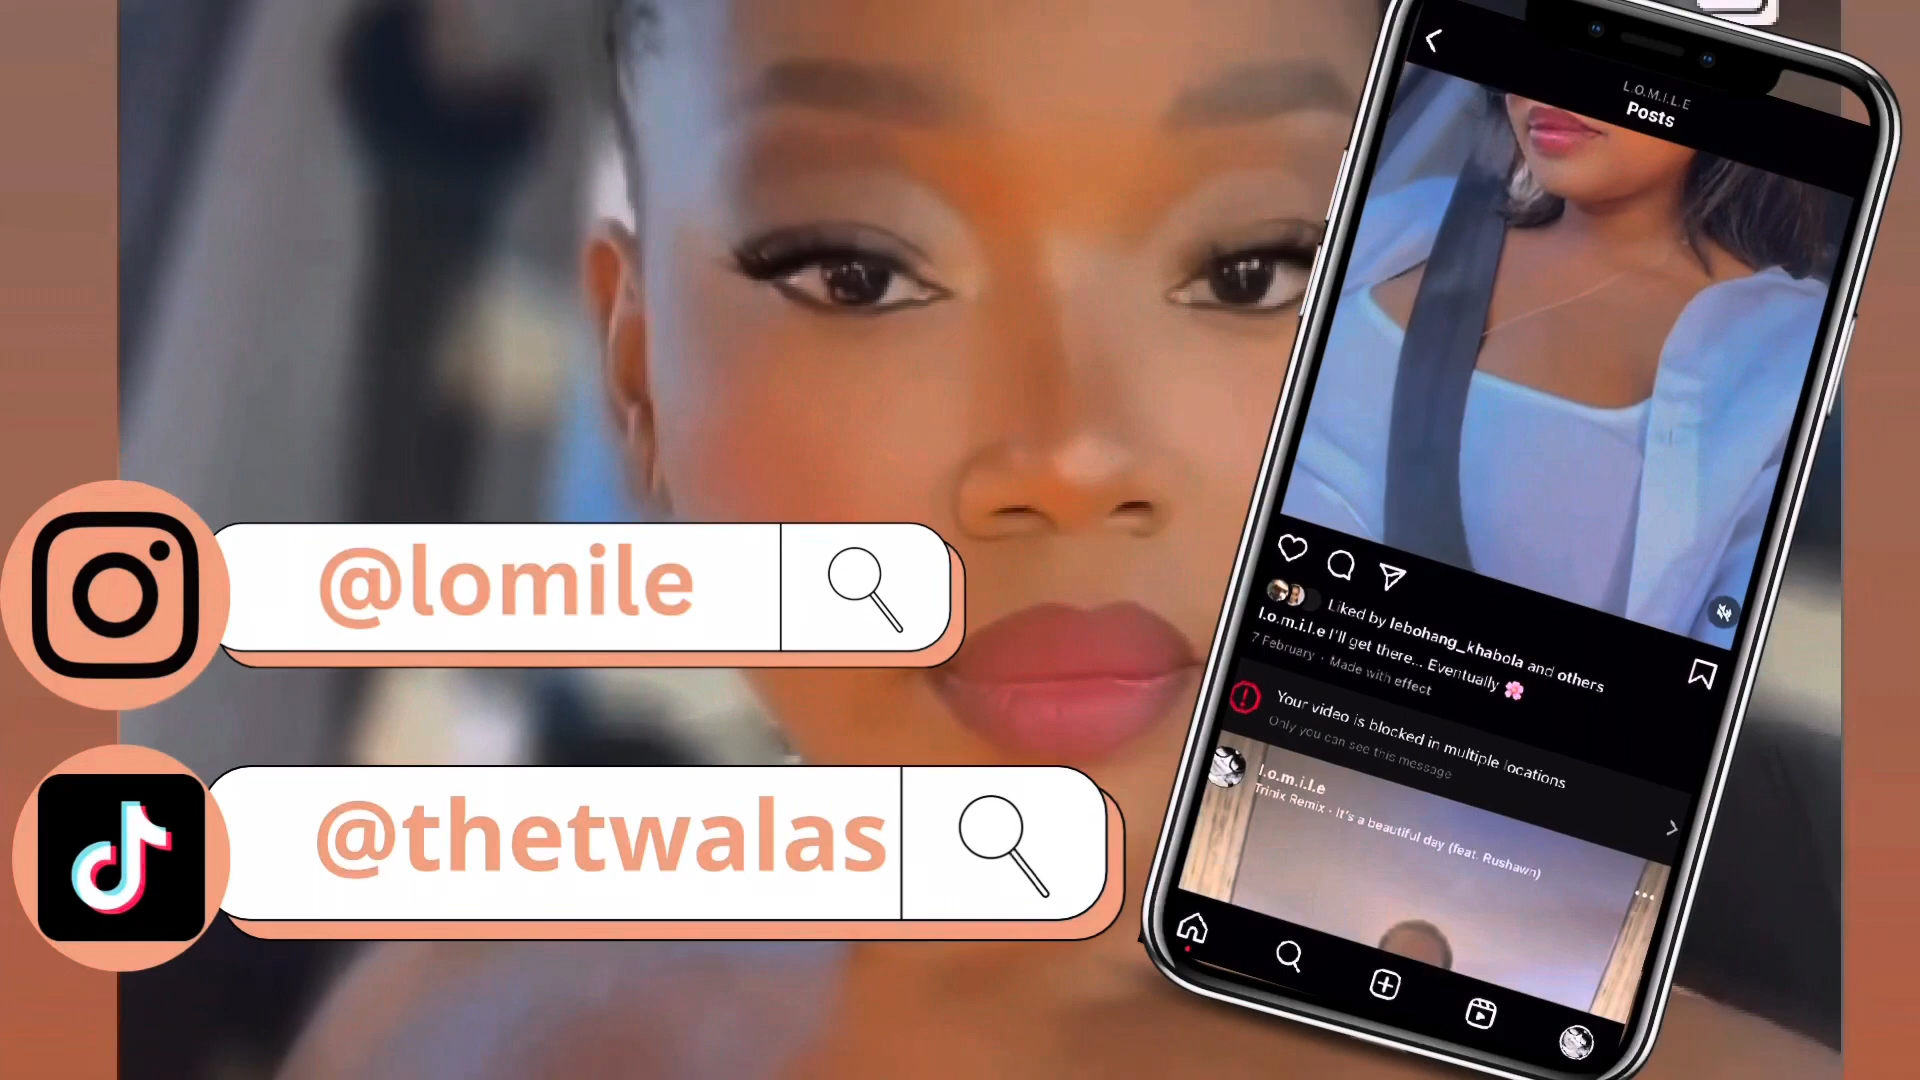 @lomile
@thetwalas
L.O.M.I.L.E
Posts
Liked by lebohang_khabola and others
l.o.m.i.l.e I'll get there... Eventually 🌸
7 February · Made with effect
Your video is blocked in multiple locations
Only you can see this message
l.o.m.i.l.e
Trinix Remix · It's a beautiful day (feat. Rushawn)